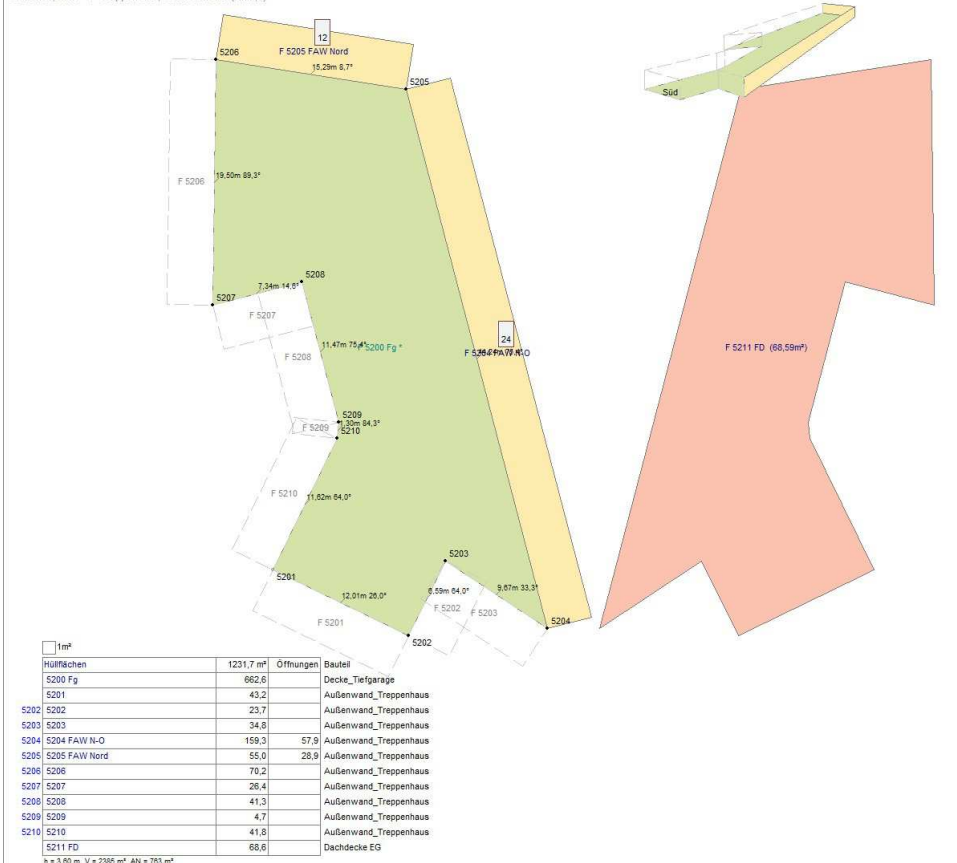 12
F 5205 FAW Nord
5206
15,29m 8,7°
5205
Süd
F 5206
19,50m 89,3°
5208
7,34m 14,6°
5207
F 5207
24
11,47m 75,4°
F 5200 Fg *
F 5211 FD (68,59m²)
F 5208
5209
1,30m 84,3°
F 5209
5210
F 5210
11,62m 64,0°
5203
5201
6,59m 64,0°
9,67m 33,3°
12,01m 26,0°
F 5202
F 5203
F 5201
5204
5202
1m²
Hüllflächen 1231,7 m² Öffnungen Bauteil
5200 Fg 662,6 Decke_Tiefgarage
5201 43,2 Außenwand_Treppenhaus
5202 5202 23,7 Außenwand_Treppenhaus
5203 5203 34,8 Außenwand_Treppenhaus
5204 5204 FAW N-O 159,3 57,9 Außenwand_Treppenhaus
5205 5205 FAW Nord 55,0 28,9 Außenwand_Treppenhaus
5206 5206 70,2 Außenwand_Treppenhaus
5207 5207 26,4 Außenwand_Treppenhaus
5208 5208 41,3 Außenwand_Treppenhaus
5209 5209 4,7 Außenwand_Treppenhaus
5210 5210 41,8 Außenwand_Treppenhaus
5211 FD 68,6 Dachdecke EG
h = 3,60 m, V = 2385 m³, AN = 763 m²